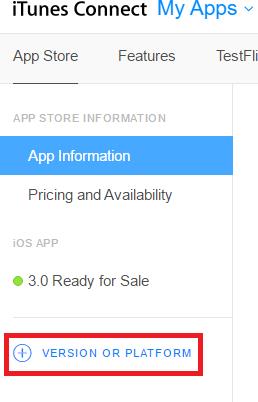 iTunes Connect My Apps
App Store Features TestFli
APP STORE INFORMATION
App Information
Pricing and Availability
iOS APP
3.0 Ready for Sale
VERSION OR PLATFORM